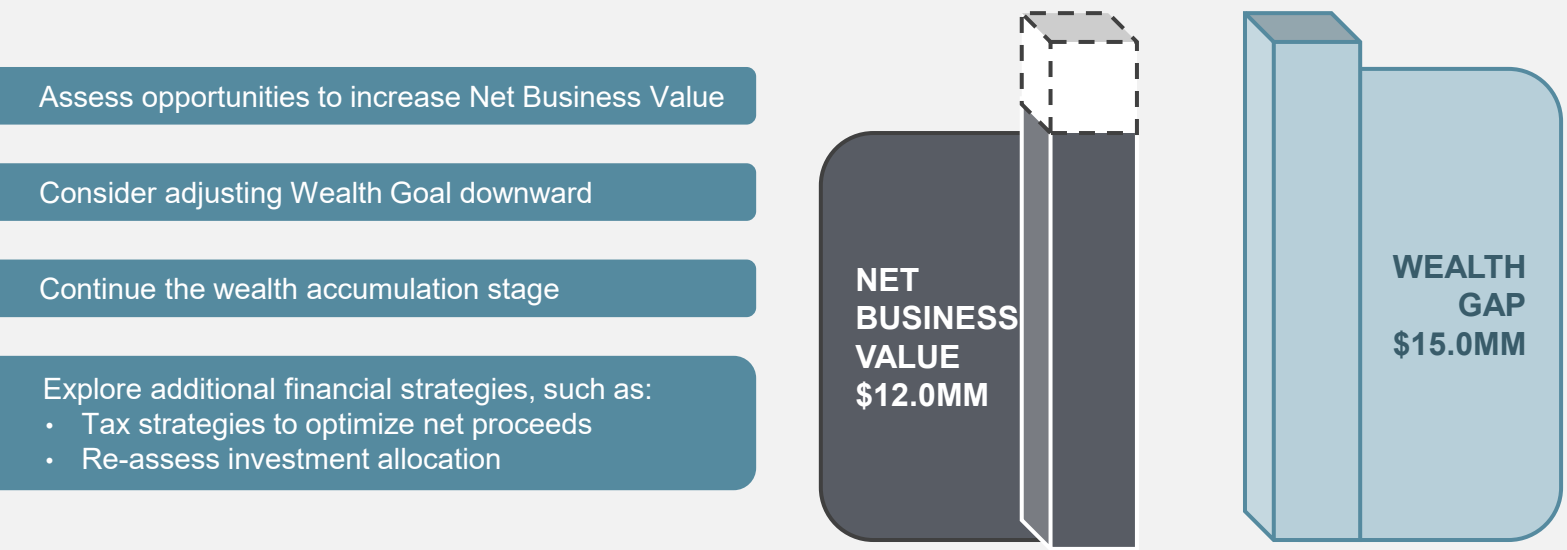 Assess opportunities to increase Net Business Value
Consider adjusting Wealth Goal downward
Continue the wealth accumulation stage
Explore additional financial strategies, such as:
• Tax strategies to optimize net proceeds
• Re-assess investment allocation
NET
BUSINESS
VALUE
$12.0MM
WEALTH
GAP
$15.0MM